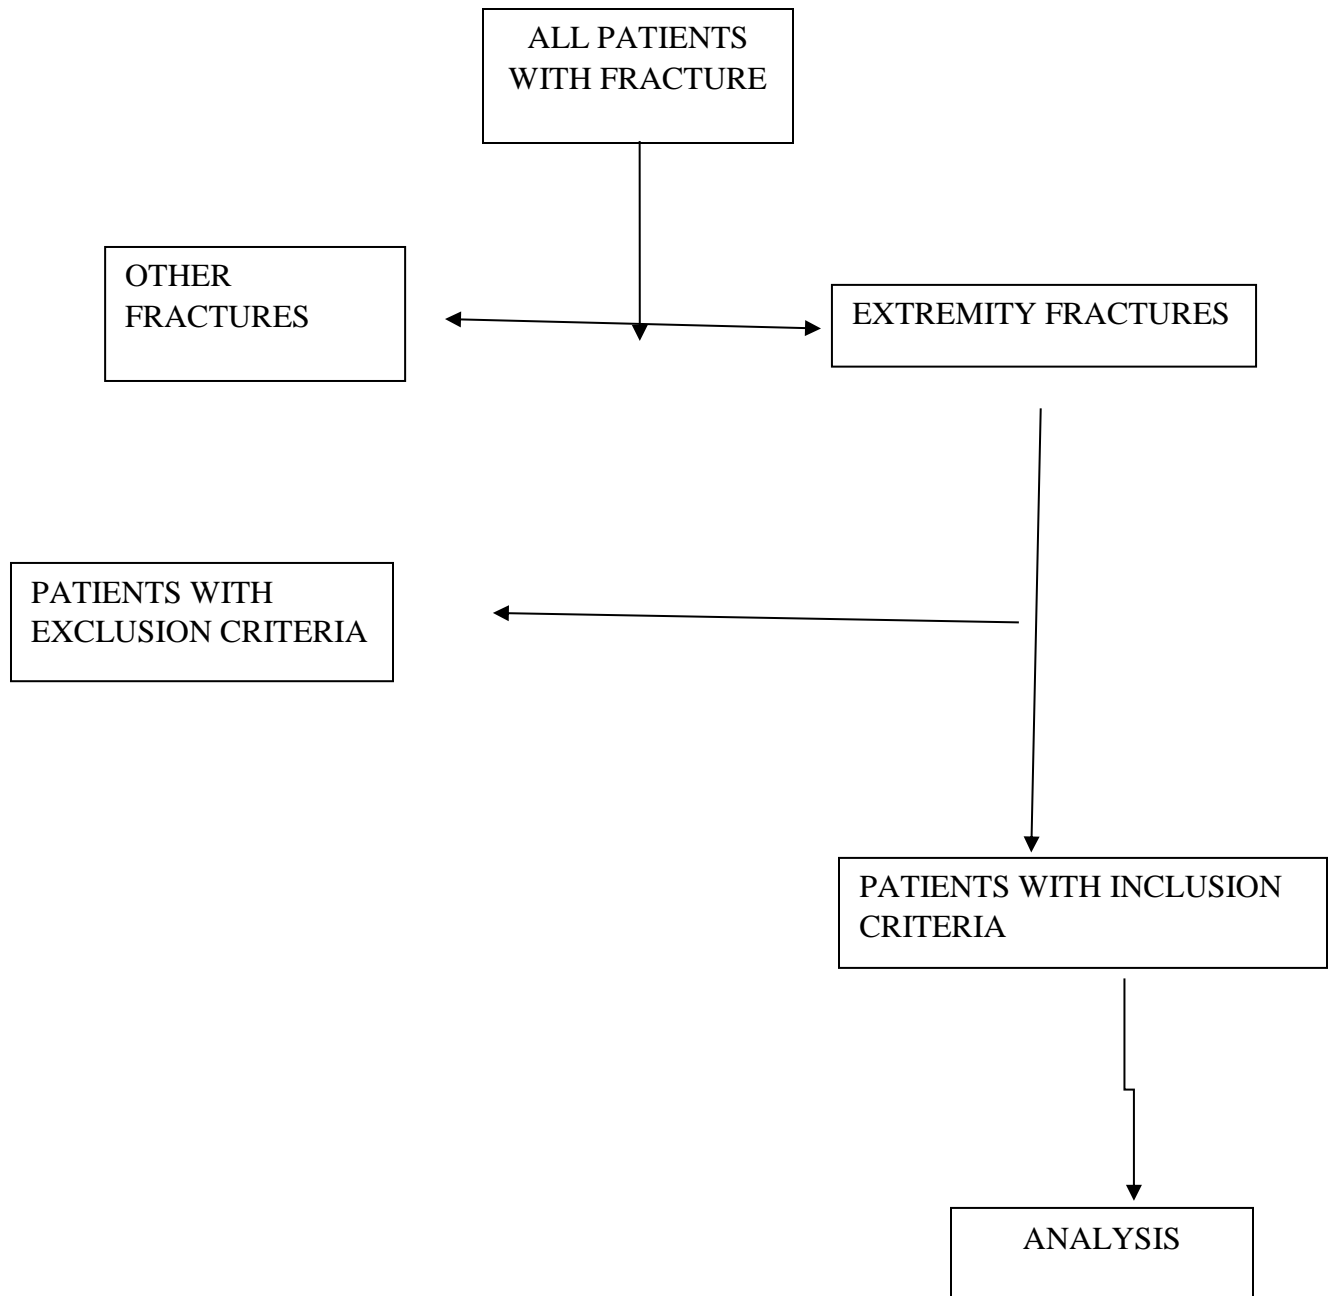 ALL PATIENTS
WITH FRACTURE
OTHER
FRACTURES
EXTREMITY FRACTURES
PATIENTS WITH
EXCLUSION CRITERIA
PATIENTS WITH INCLUSION
CRITERIA
ANALYSIS